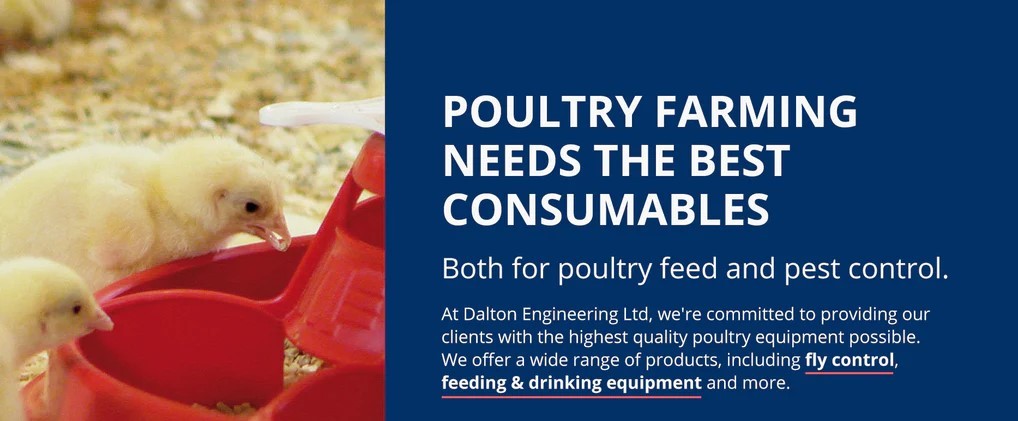 POULTRY FARMING
NEEDS THE BEST
CONSUMABLES
Both for poultry feed and pest control.
At Dalton Engineering Ltd, we're committed to providing our
clients with the highest quality poultry equipment possible.
We offer a wide range of products, including fly control,
feeding & drinking equipment and more.